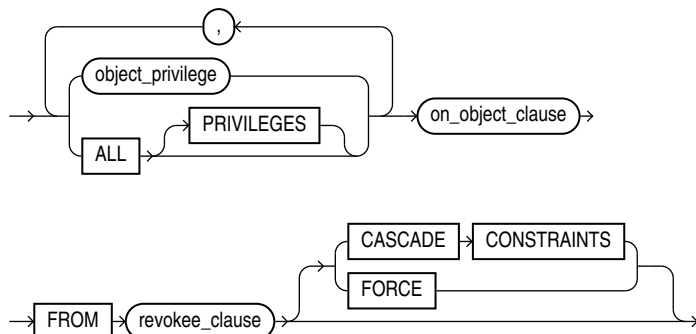 ,
object_privilege
PRIVILEGES
on_object_clause
ALL
CASCADE CONSTRAINTS
FORCE
FROM revokee_clause